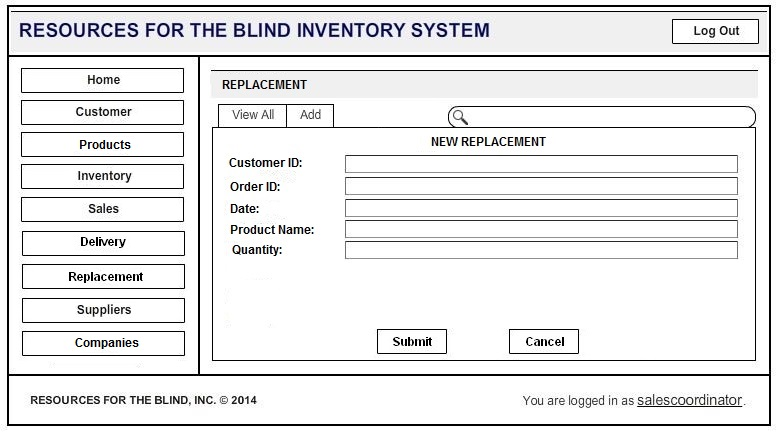 RESOURCES FOR THE BLIND INVENTORY SYSTEM
Log Out
Home
Customer
Products
Inventory
Sales
Delivery
Replacement
Suppliers
Companies
REPLACEMENT
View All
Add
NEW REPLACEMENT
Customer ID:
Order ID:
Date:
Product Name:
Quantity:
Submit
Cancel
RESOURCES FOR THE BLIND, INC. © 2014
You are logged in as salescoordinator.